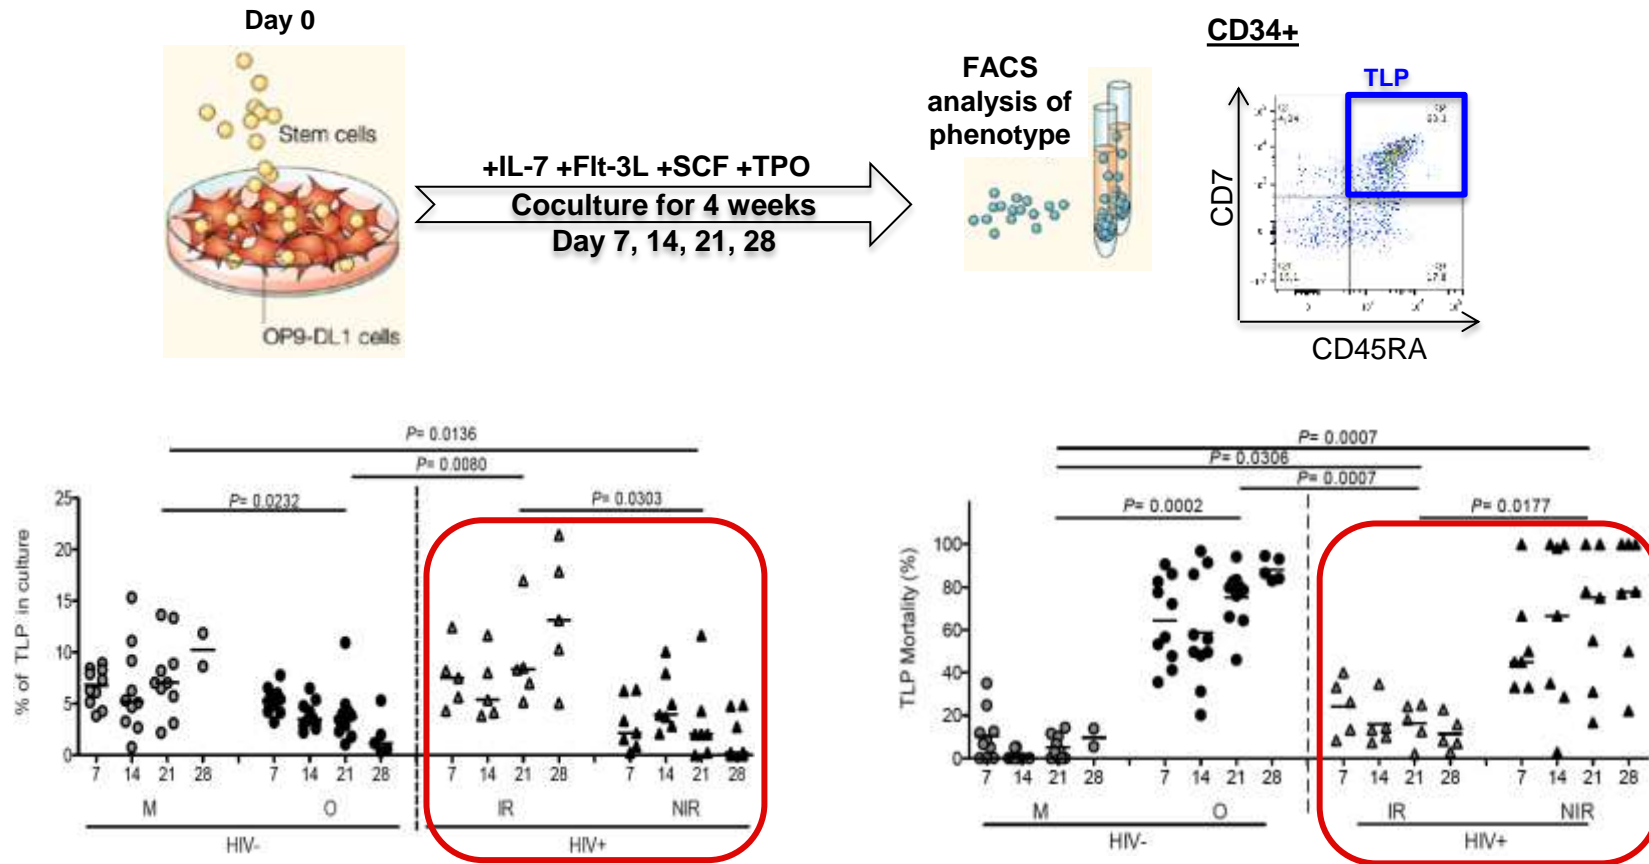 Day 0
Stem cells
OP9-DL1 cells
+IL-7 +Flt-3L +SCF +TPO
Coculture for 4 weeks
Day 7, 14, 21, 28
FACS
analysis of
phenotype
CD34+
TLP
CD7
CD45RA
P= 0.0136
P= 0.0080
P= 0.0232
P= 0.0303
% of TLP in culture
25
20
15
10
5
0
7 14 21 28 7 14 21 28 7 14 21 28 7 14 21 28
M O IR NIR
HIV- HIV+
P= 0.0007
P= 0.0306
P= 0.0007
P= 0.0002
P= 0.0177
TLP Mortality (%)
100
80
60
40
20
0
7 14 21 28 7 14 21 28 7 14 21 28 7 14 21 28
M O IR NIR
HIV- HIV+